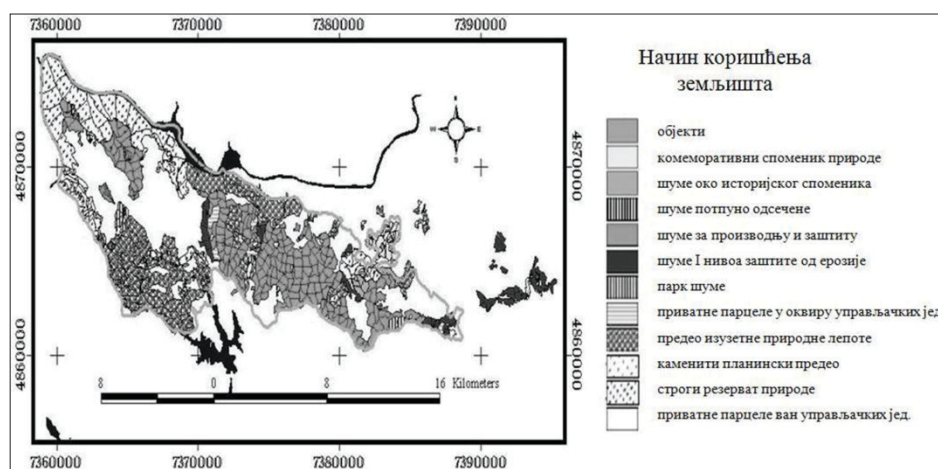 7360000 7370000 7380000 7390000
Начин коришћења
земљишта
објекти
комеморативни споменик природе
шуме око историјског споменика
шуме потпуно одсечене
шуме за производњу и заштиту
шуме I нивоа заштите од ерозије
парк шуме
приватне парцеле у оквиру управљачких јед.
предео изузетне природне лепоте
каменити планински предео
строги резерват природе
приватне парцеле ван управљачких јед.
4870000
4860000
4870000
4860000
W E
S
8 0 8 16 Kilometers
7360000 7370000 7380000 7390000